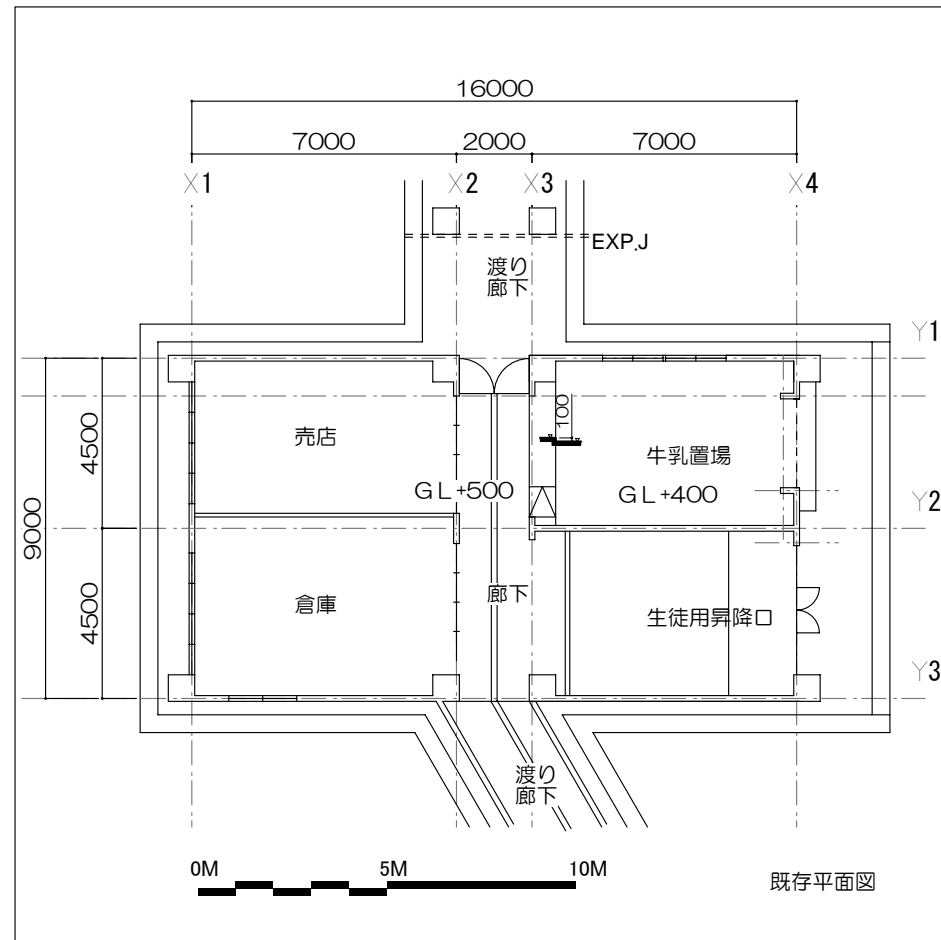 16000
7000
2000
7000
X1
X2
X3
X4
EXP.J
渡り
廊下
Y1
4500
売店
100
牛乳置場
GL+500
GL+400
Y2
9000
4500
倉庫
廊下
生徒用昇降口
Y3
渡り
廊下
0M
5M
10M
既存平面図